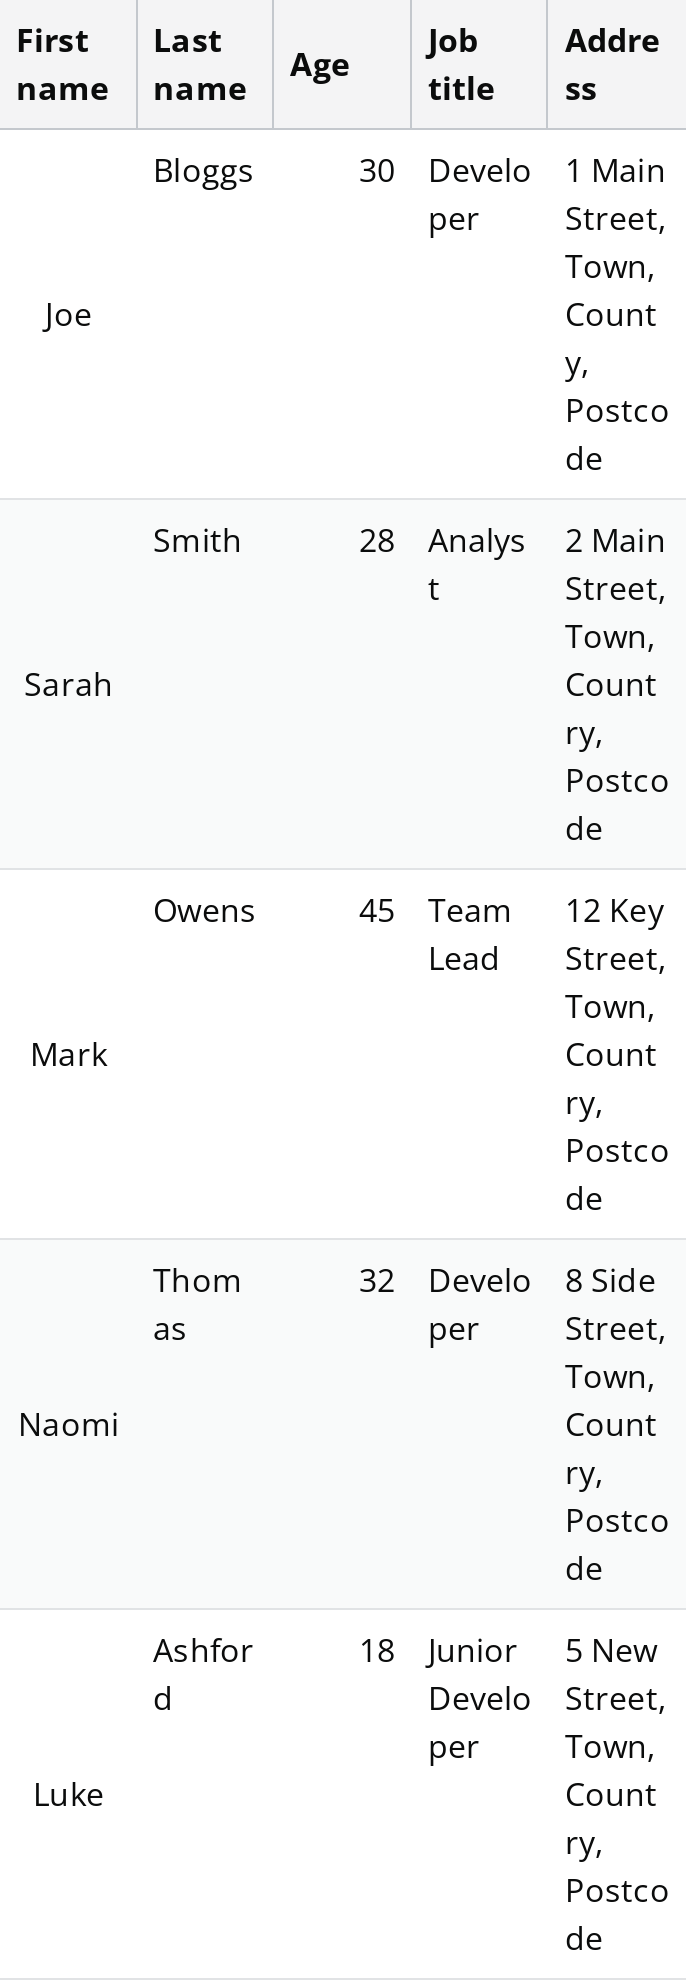 First name
Last name
Age
Job title
Addre
ss
Joe
Bloggs
30
Develo
per
1 Main
Street,
Town,
Count
y,
Postco
de
Sarah
Smith
28
Analys
t
2 Main
Street,
Town,
Count
ry,
Postco
de
Mark
Owens
45
Team
Lead
12 Key
Street,
Town,
Count
ry,
Postco
de
Naomi
Thom
as
32
Develo
per
8 Side
Street,
Town,
Count
ry,
Postco
de
Luke
Ashfor
d
18
Junior
Develo
per
5 New
Street,
Town,
Count
ry,
Postco
de